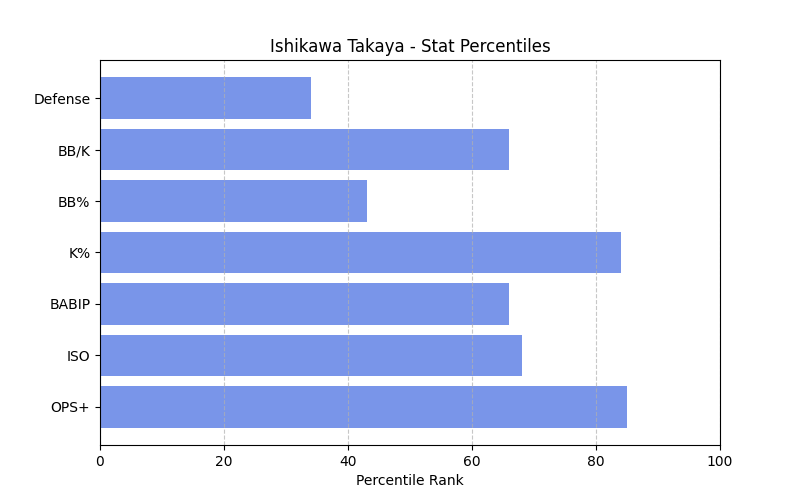 Ishikawa Takaya - Stat Percentiles
Defense
BB/K
BB%
K%
BABIP
ISO
OPS+
0 20 40 60 80 100
Percentile Rank